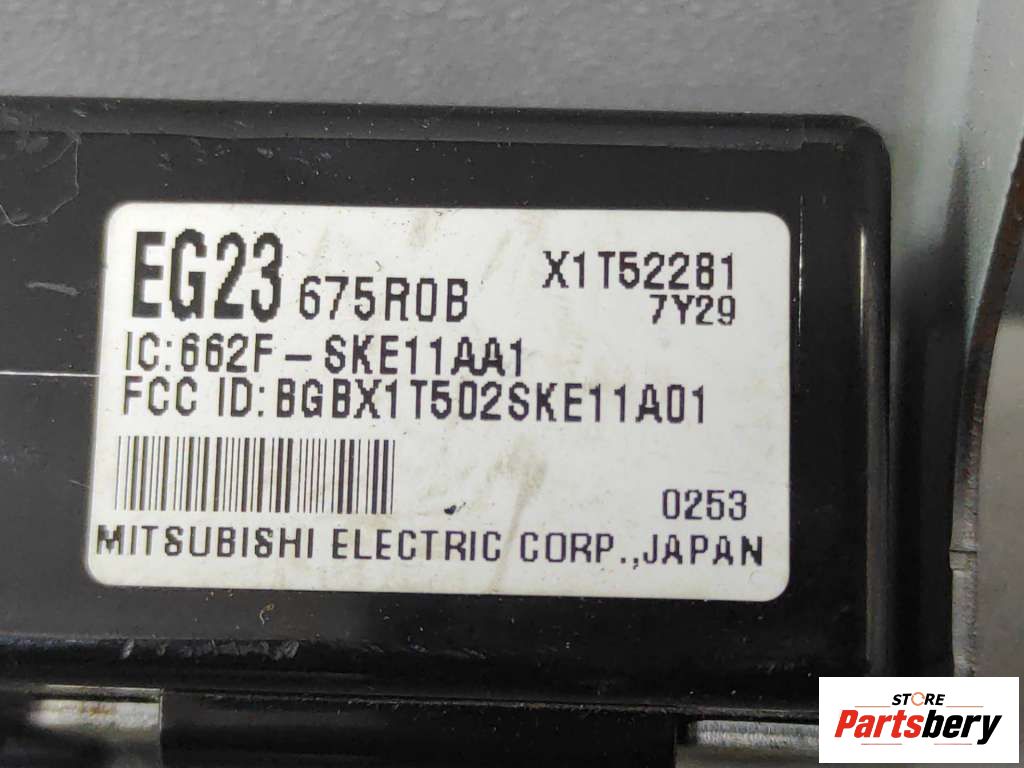 EG23 675R0B X1T52281
7Y29
IC:662F-SKE11AA1
FCC ID:BGBX1T502SKE11A01
0253
MITSUBISHI ELECTRIC CORP.,JAPAN
STORE
Partsbery